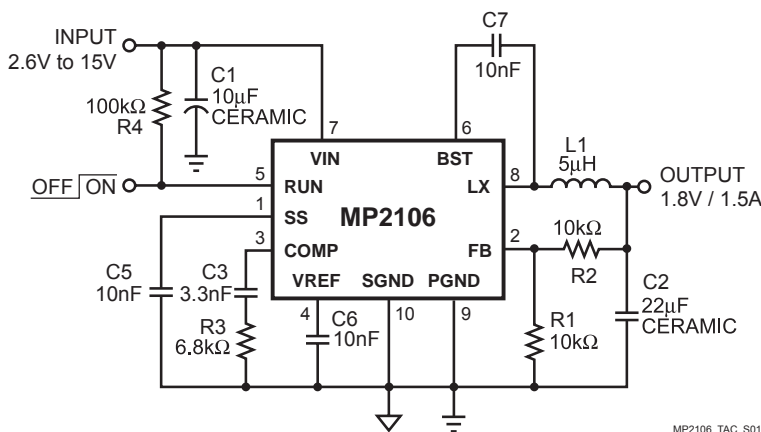 INPUT
2.6V to 15V
100kΩ
R4
C1
10µF
CERAMIC
C7
10nF
7
6
VIN
BST
OFF ON
5
RUN
LX
8
L1
5µH
OUTPUT
1.8V / 1.5A
1
SS
MP2106
3
COMP
FB
2
10kΩ
R2
C5
10nF
C3
3.3nF
VREF
SGND
PGND
4
10
9
R3
6.8kΩ
C6
10nF
R1
10kΩ
C2
22µF
CERAMIC
MP2106_TAC_S01